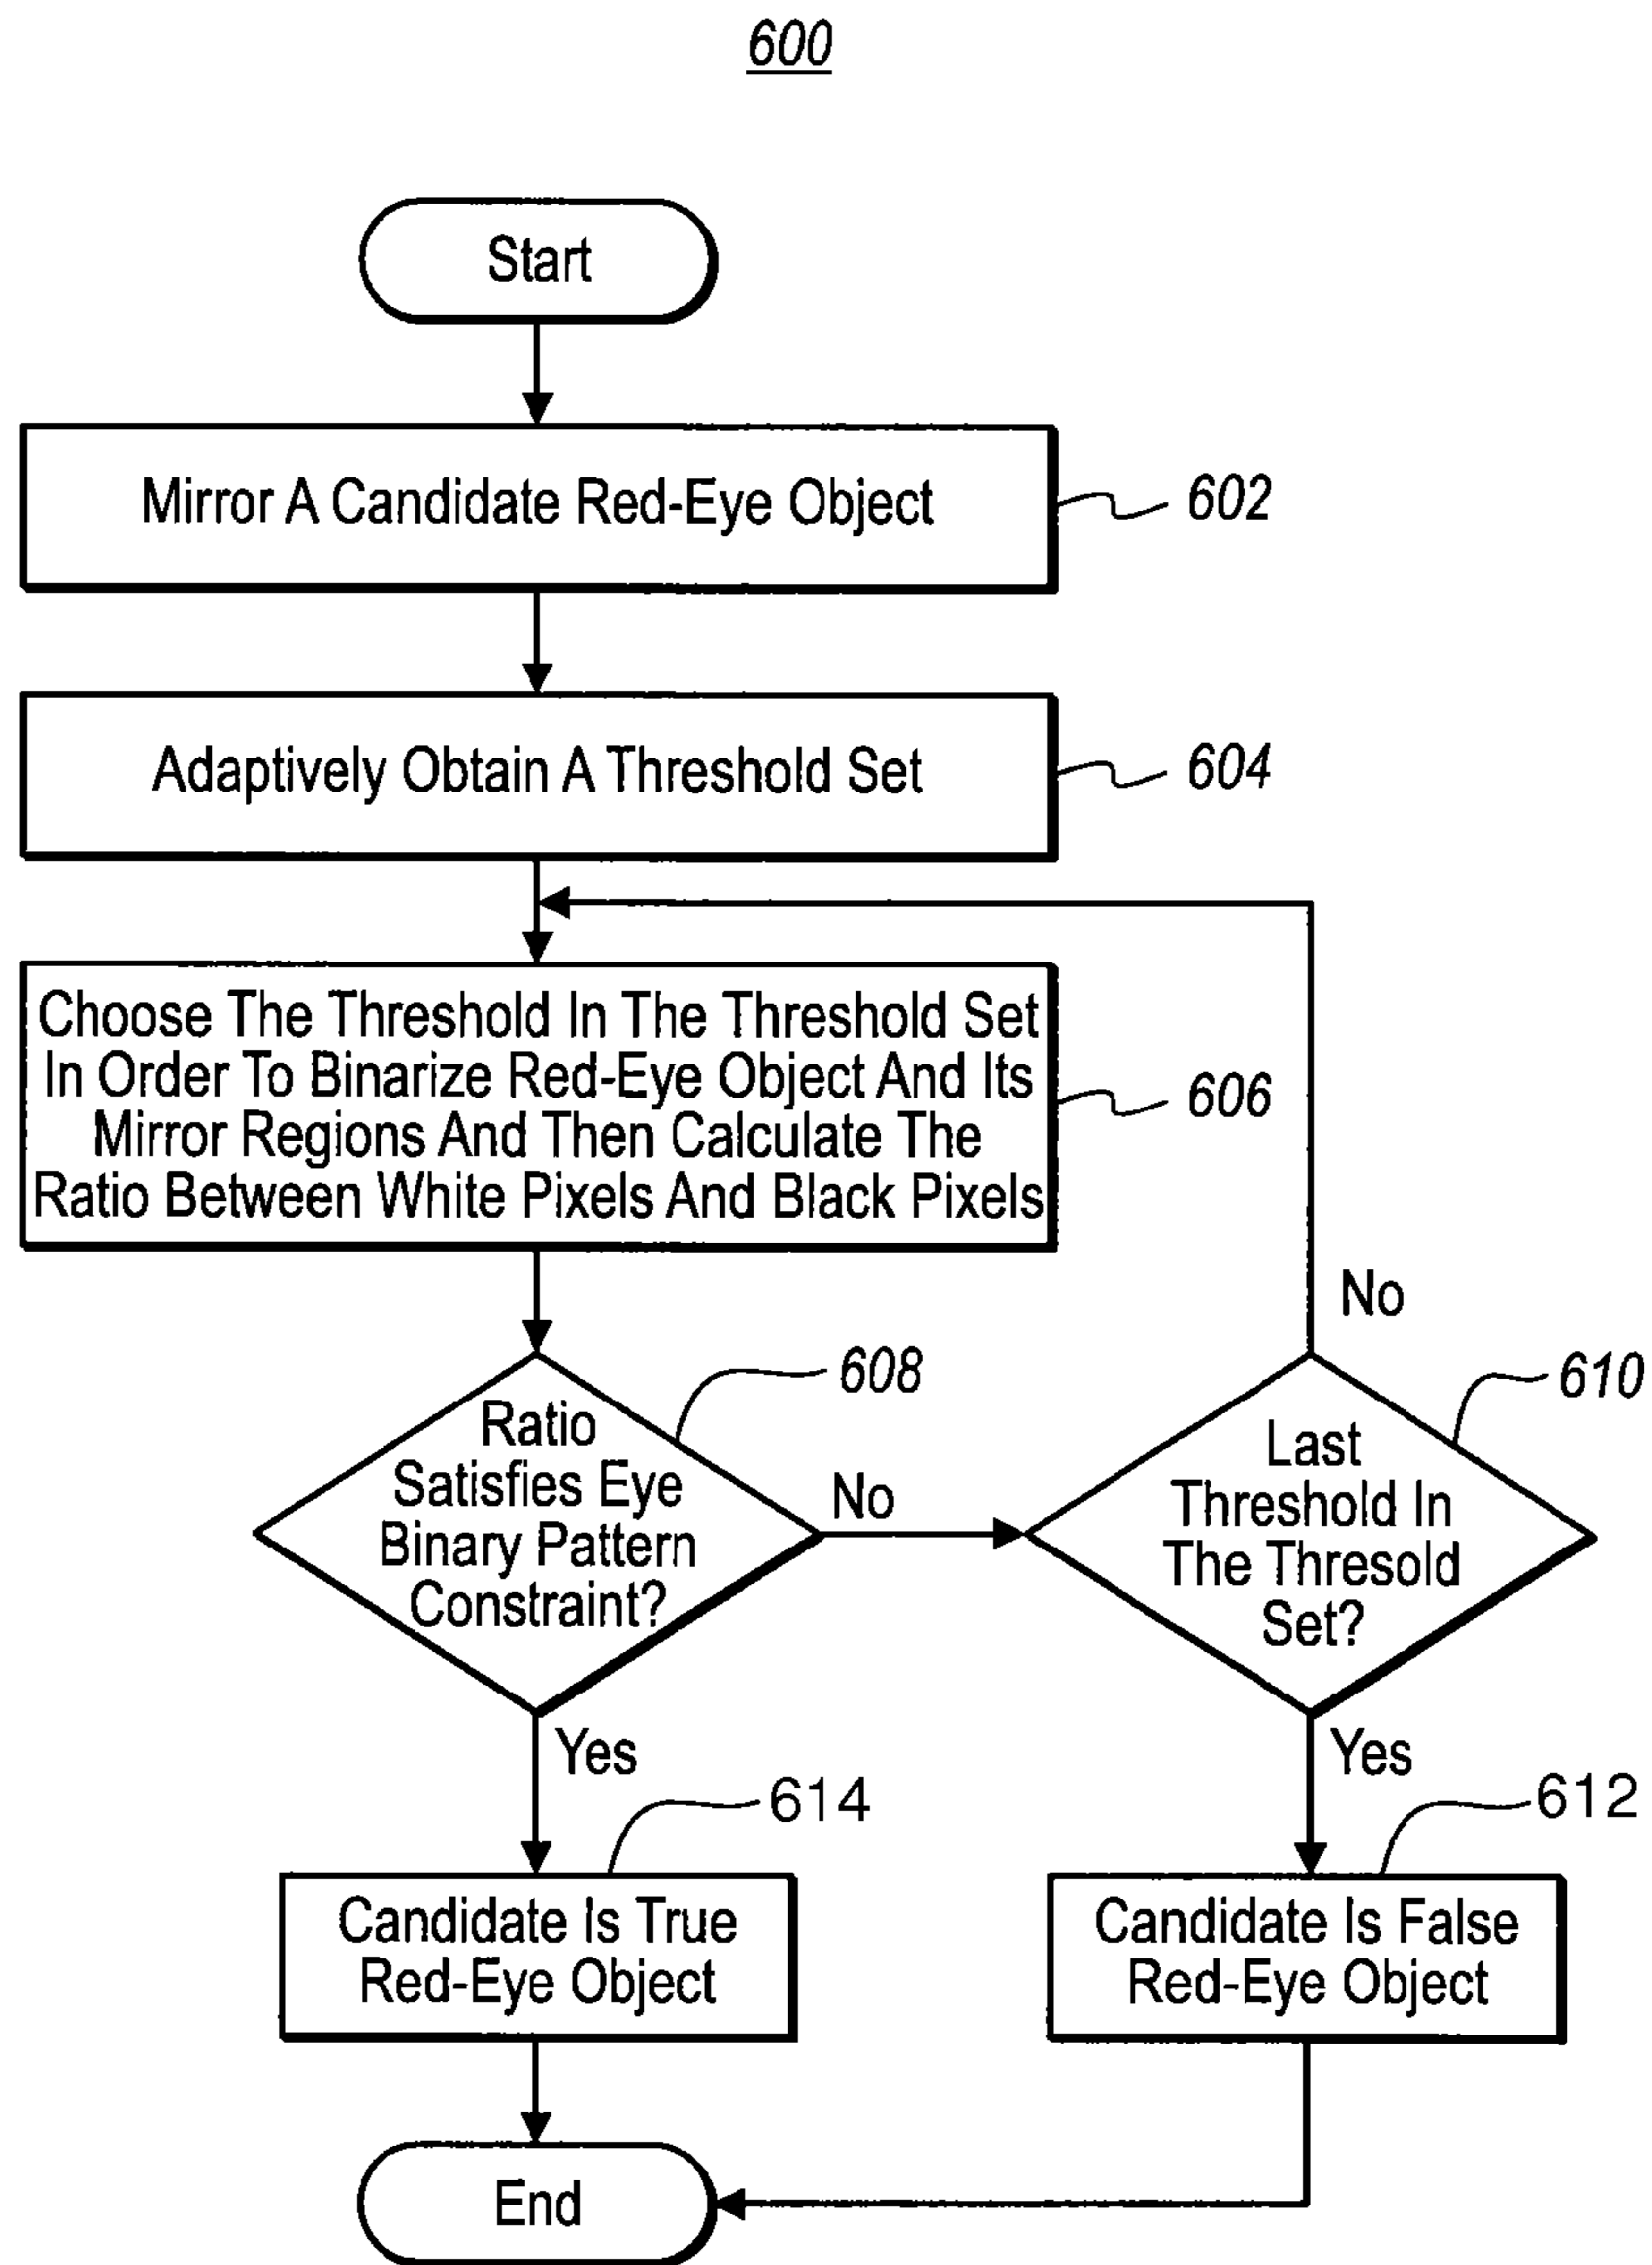 600
Start
Mirror A Candidate Red-Eye Object
602
Adaptively Obtain A Threshold Set
604
Choose The Threshold In The Threshold Set
In Order To Binarize Red-Eye Object And Its
Mirror Regions And Then Calculate The
Ratio Between White Pixels And Black Pixels
606
No
608
Ratio
Satisfies Eye
Binary Pattern
Constraint?
No
610
Last
Threshold In
The Thresold
Set?
Yes
Yes
614
612
Candidate Is True
Red-Eye Object
Candidate Is False
Red-Eye Object
End